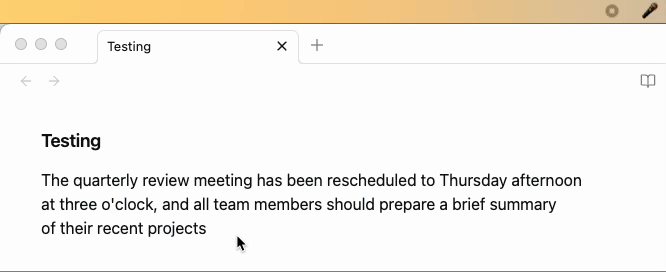 Testing
Testing
The quarterly review meeting has been rescheduled to Thursday afternoon
at three o'clock, and all team members should prepare a brief summary
of their recent projects